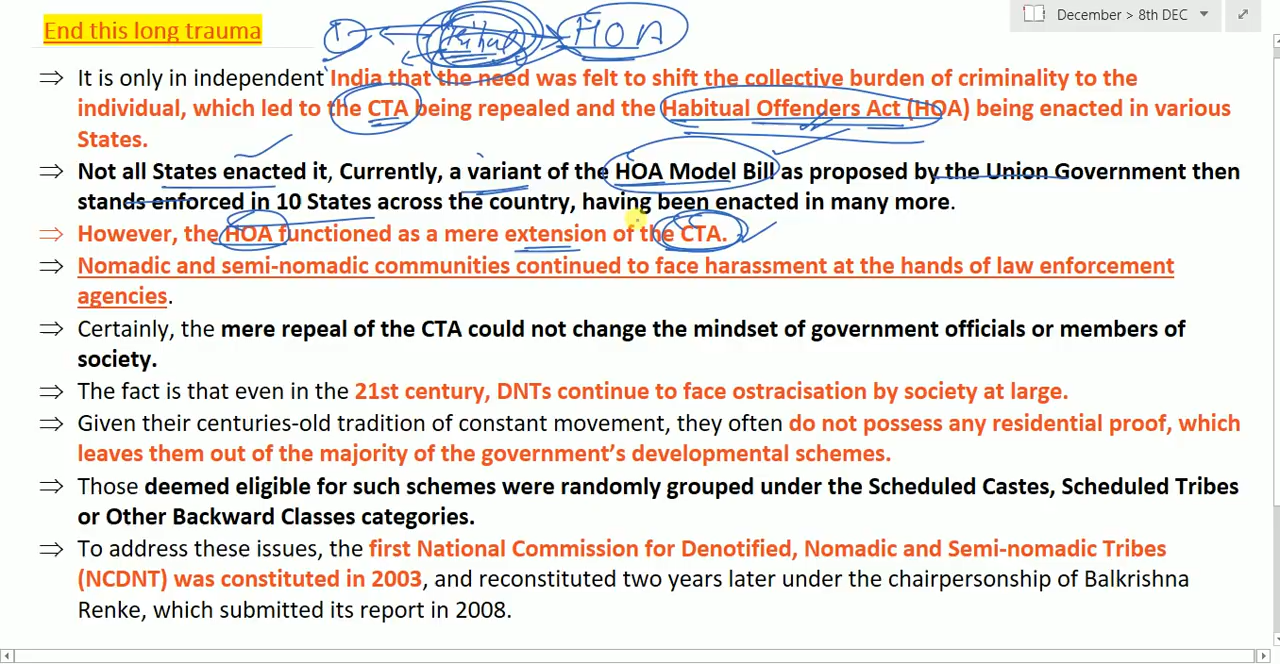 End this long trauma
Tribal
HOA
December > 8th DEC
⇒ It is only in independent India that the need was felt to shift the collective burden of criminality to the
individual, which led to the CTA being repealed and the Habitual Offenders Act (HOA) being enacted in various
States.
⇒ Not all States enacted it, Currently, a variant of the HOA Model Bill as proposed by the Union Government then
stands enforced in 10 States across the country, having been enacted in many more.
⇒ However, the HOA functioned as a mere extension of the CTA.
⇒ Nomadic and semi-nomadic communities continued to face harassment at the hands of law enforcement
agencies.
⇒ Certainly, the mere repeal of the CTA could not change the mindset of government officials or members of
society.
⇒ The fact is that even in the 21st century, DNTs continue to face ostracisation by society at large.
⇒ Given their centuries-old tradition of constant movement, they often do not possess any residential proof, which
leaves them out of the majority of the government's developmental schemes.
⇒ Those deemed eligible for such schemes were randomly grouped under the Scheduled Castes, Scheduled Tribes
or Other Backward Classes categories.
⇒ To address these issues, the first National Commission for Denotified, Nomadic and Semi-nomadic Tribes
(NCDNT) was constituted in 2003, and reconstituted two years later under the chairpersonship of Balkrishna
Renke, which submitted its report in 2008.